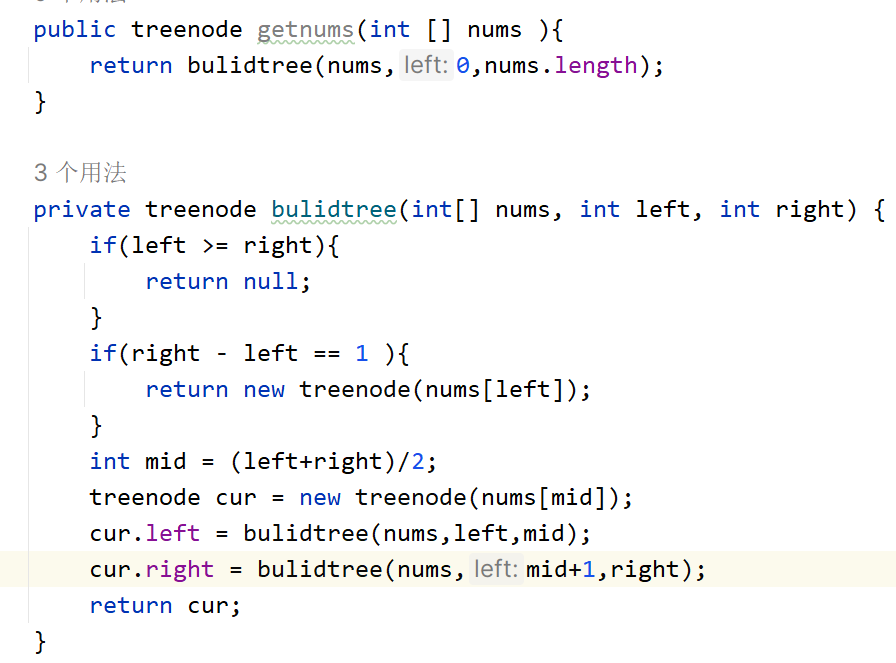 public treenode getnums(int [] nums ){
return bulidtree(nums, left: 0,nums.length);
}
3 个用法
private treenode bulidtree(int[] nums, int left, int right) {
if(left >= right){
return null;
}
if(right - left == 1 ){
return new treenode(nums[left]);
}
int mid = (left+right)/2;
treenode cur = new treenode(nums[mid]);
cur.left = bulidtree(nums,left,mid);
cur.right = bulidtree(nums, left: mid+1,right);
return cur;
}